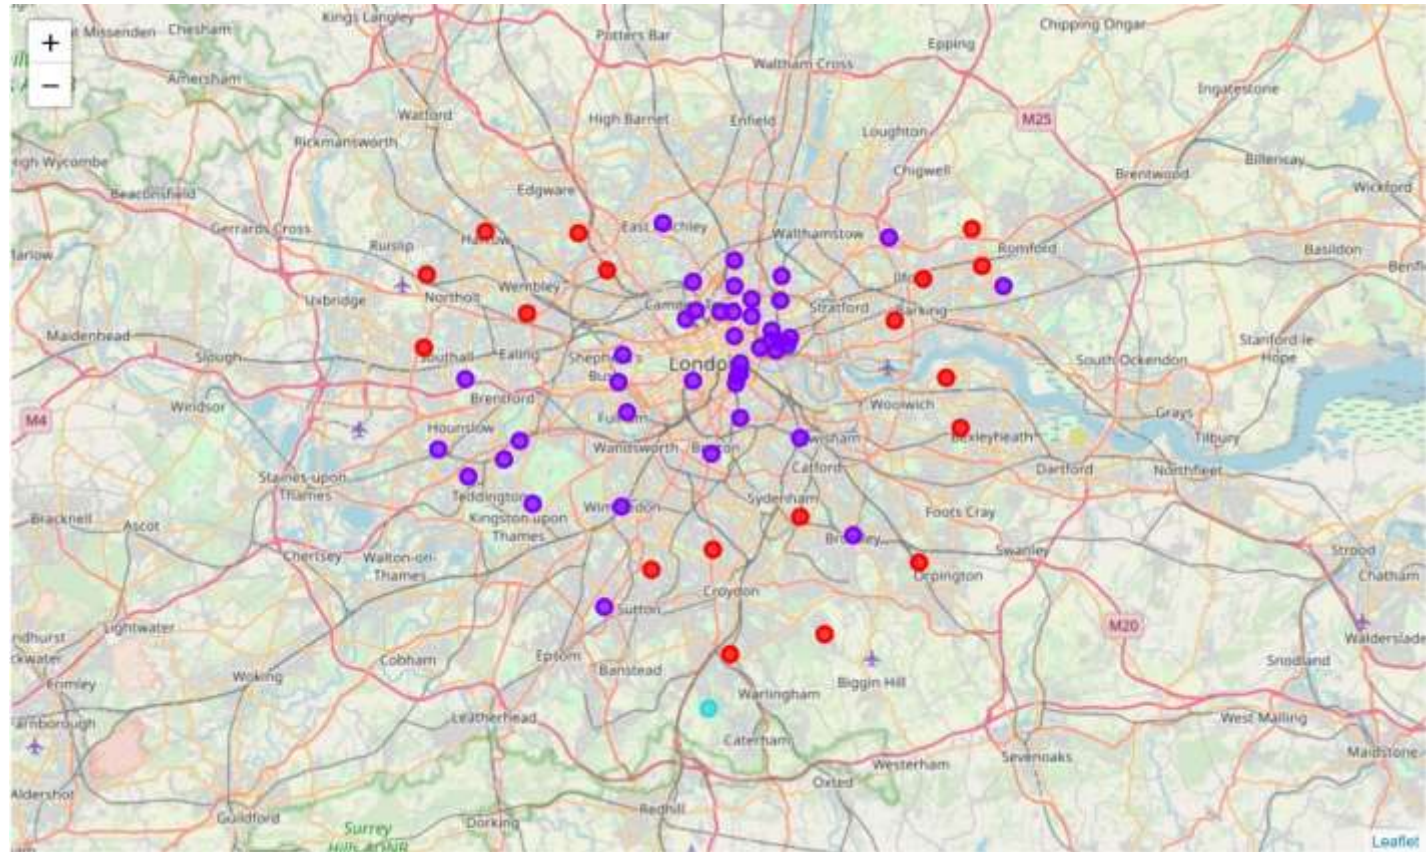 +
−
Kings Langley
Missenden
Chesham
Potters Bar
Epping
Chipping Ongar
Waltham Cross
Amersham
Ingatestone
Watford
High Barnet
Enfield
M25
Loughton
Rickmansworth
Wycombe
Chigwell
Billericay
Brentwood
Beaconsfield
Edgware
Wickford
Gerrards Cross
Ruislip
Walthamstow
Romford
Basildon
Uxbridge
Northolt
Wembley
Stratford
Barking
Maidenhead
Slough
Ealing
Stanford le
Hope
South Ockendon
Windsor
Brentford
Woolwich
M4
Hounslow
Grays
Tilbury
Wandsworth
Catford
Dartford
Northfleet
Staines-upon
Thames
Teddington
Sydenham
Kingston upon
Thames
Foots Cray
Bracknell
Ascot
Chertsey
Walton-on-
Thames
Swanley
Strood
Orpington
Chatham
Croydon
Sutton
Lightwater
M20
Cobham
Epsom
Banstead
Snodland
Woking
Biggin Hill
Warlingham
Leatherhead
West Malling
Caterham
Sevenoaks
Maidstone
Westerham
Oxted
Aldershot
Redhill
Guildford
Dorking
Surrey
Hills AONB
Leaflet